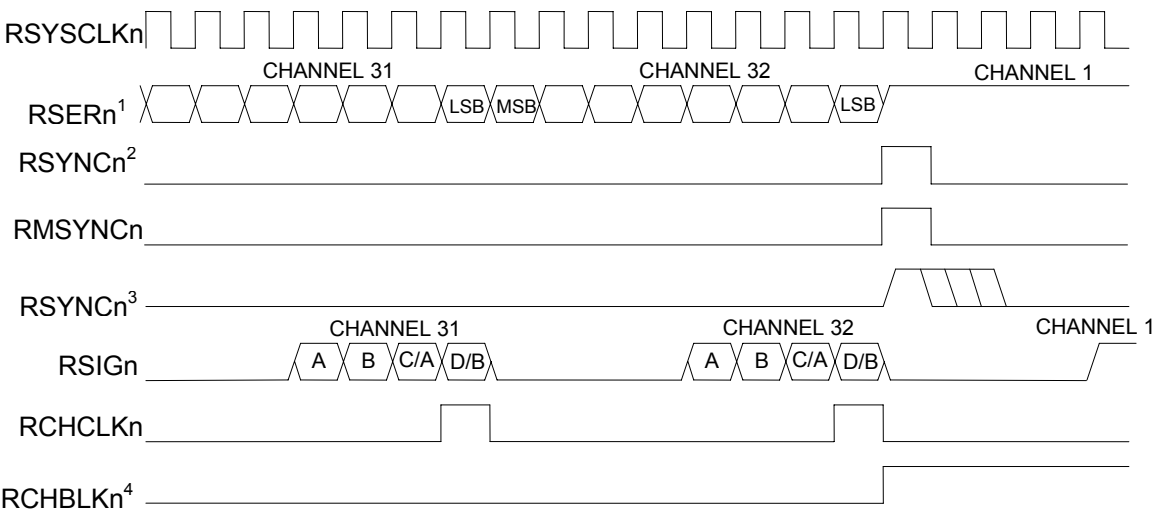 RSYSCLKn
CHANNEL 31 CHANNEL 32 CHANNEL 1
RSERn¹ LSB MSB LSB
RSYNCn²
RMSYNCn
RSYNCn³
CHANNEL 31 CHANNEL 32 CHANNEL 1
RSIGn A B C/A D/B A B C/A D/B
RCHCLKn
RCHBLKn⁴